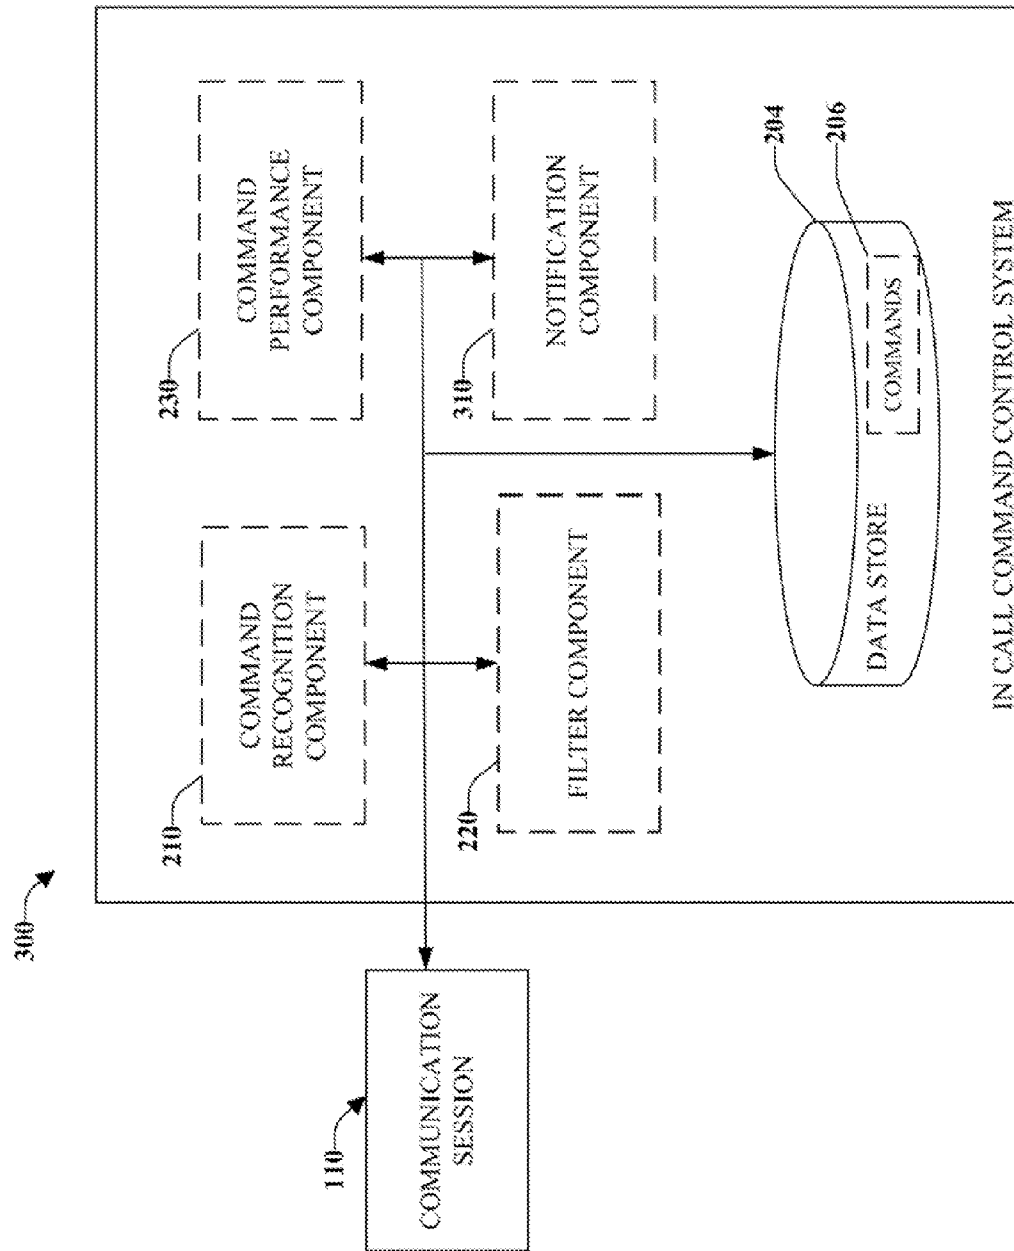 300
110
COMMUNICATION
SESSION
210
COMMAND
RECOGNITION
COMPONENT
230
COMMAND
PERFORMANCE
COMPONENT
220
FILTER COMPONENT
310
NOTIFICATION
COMPONENT
204
206
DATA STORE
COMMANDS
IN CALL COMMAND CONTROL SYSTEM